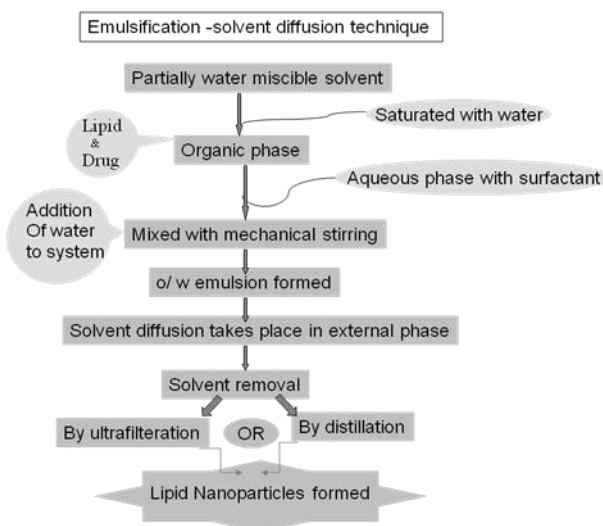 Emulsification -solvent diffusion technique
Partially water miscible solvent
Saturated with water
Lipid
&
Drug
Organic phase
Aqueous phase with surfactant
Addition
Of water
to system
Mixed with mechanical stirring
o/ w emulsion formed
Solvent diffusion takes place in external phase
Solvent removal
By ultrafilteration
OR
By distillation
Lipid Nanoparticles formed